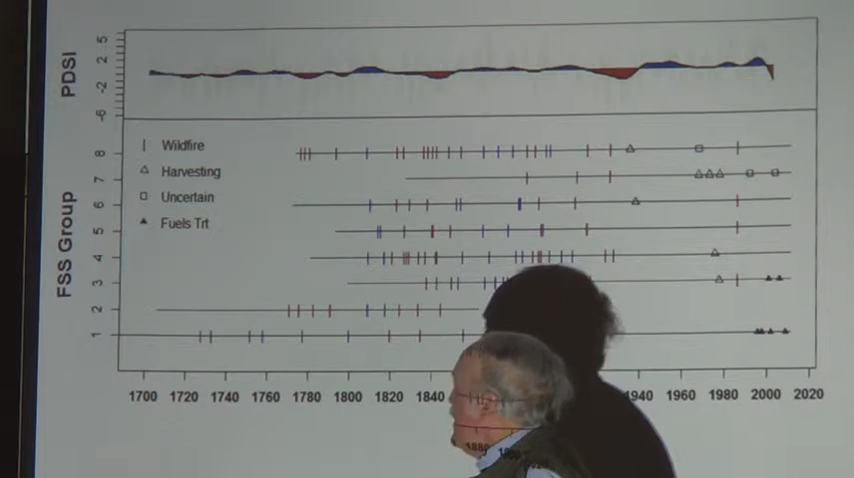 PDSI
5
2
-2
-6
FSS Group
8
7
6
5
4
3
2
1
Wildfire
Harvesting
Uncertain
Fuels Trt
1700 1720 1740 1760 1780 1800 1820 1840 1940 1960 1980 2000 2020
1880